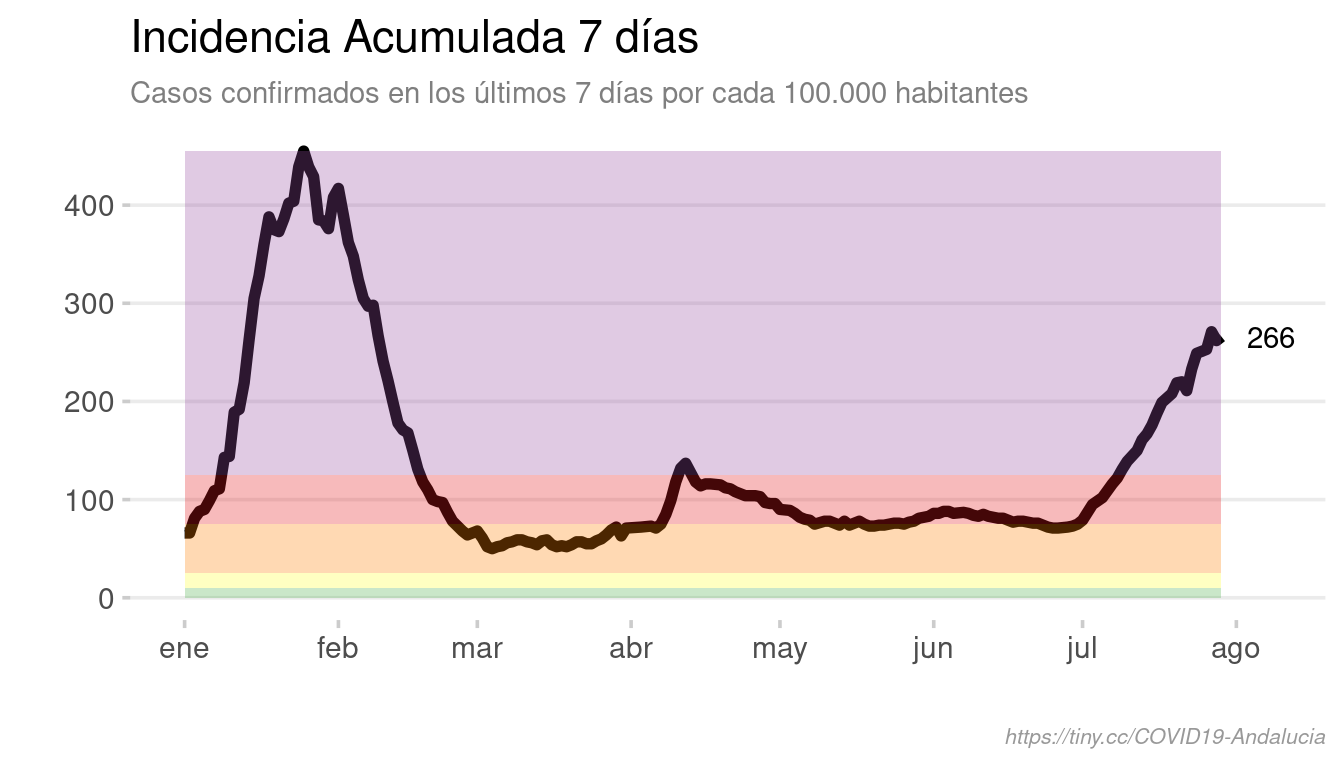 Incidencia Acumulada 7 días
Casos confirmados en los últimos 7 días por cada 100.000 habitantes
400
300
266
200
100
0
ene feb mar abr may jun jul ago
https://tiny.cc/COVID19-Andalucia